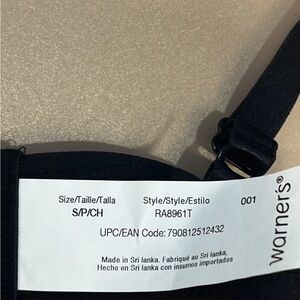 Size/Taille/Talla Style/Style/Estilo 001
S/P/CH RA8961T
UPC/EAN Code: 790812512432
Made in Sri lanka. Fabriqué au Sri lanka,
Hecho en Sri lanka con insumos importados
warner's®